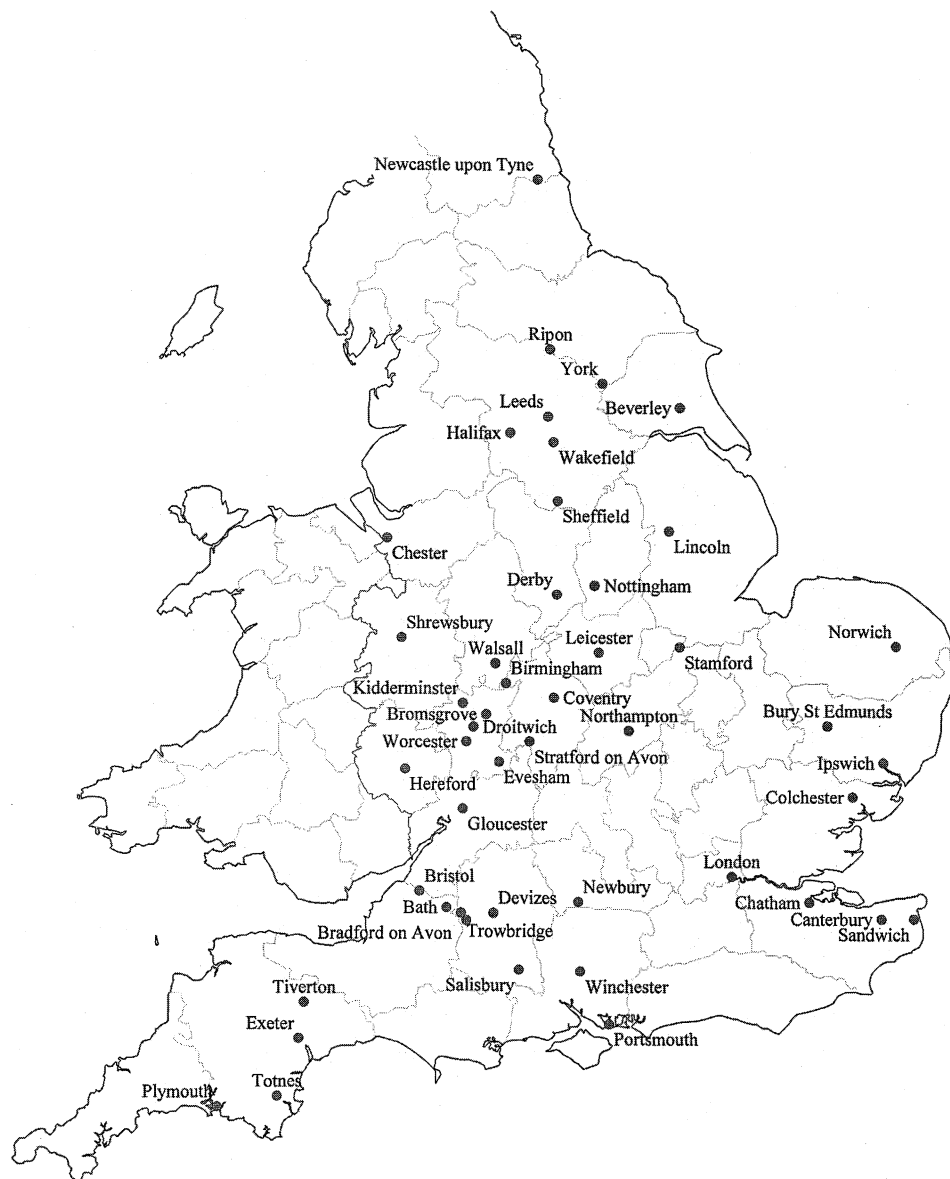 Newcastle upon Tyne
Ripon
York
Leeds
Beverley
Halifax
Wakefield
Sheffield
Lincoln
Chester
Derby
Nottingham
Shrewsbury
Norwich
Leicester
Walsall
Stamford
Birmingham
Kidderminster
Coventry
Bromsgrove
Northampton
Bury St Edmunds
Droitwich
Worcester
Stratford on Avon
Evesham
Ipswich
Hereford
Colchester
Gloucester
London
Bristol
Newbury
Devizes
Chatham
Bath
Canterbury
Bradford on Avon
Trowbridge
Sandwich
Salisbury
Winchester
Tiverton
Exeter
Portsmouth
Totnes
Plymouth